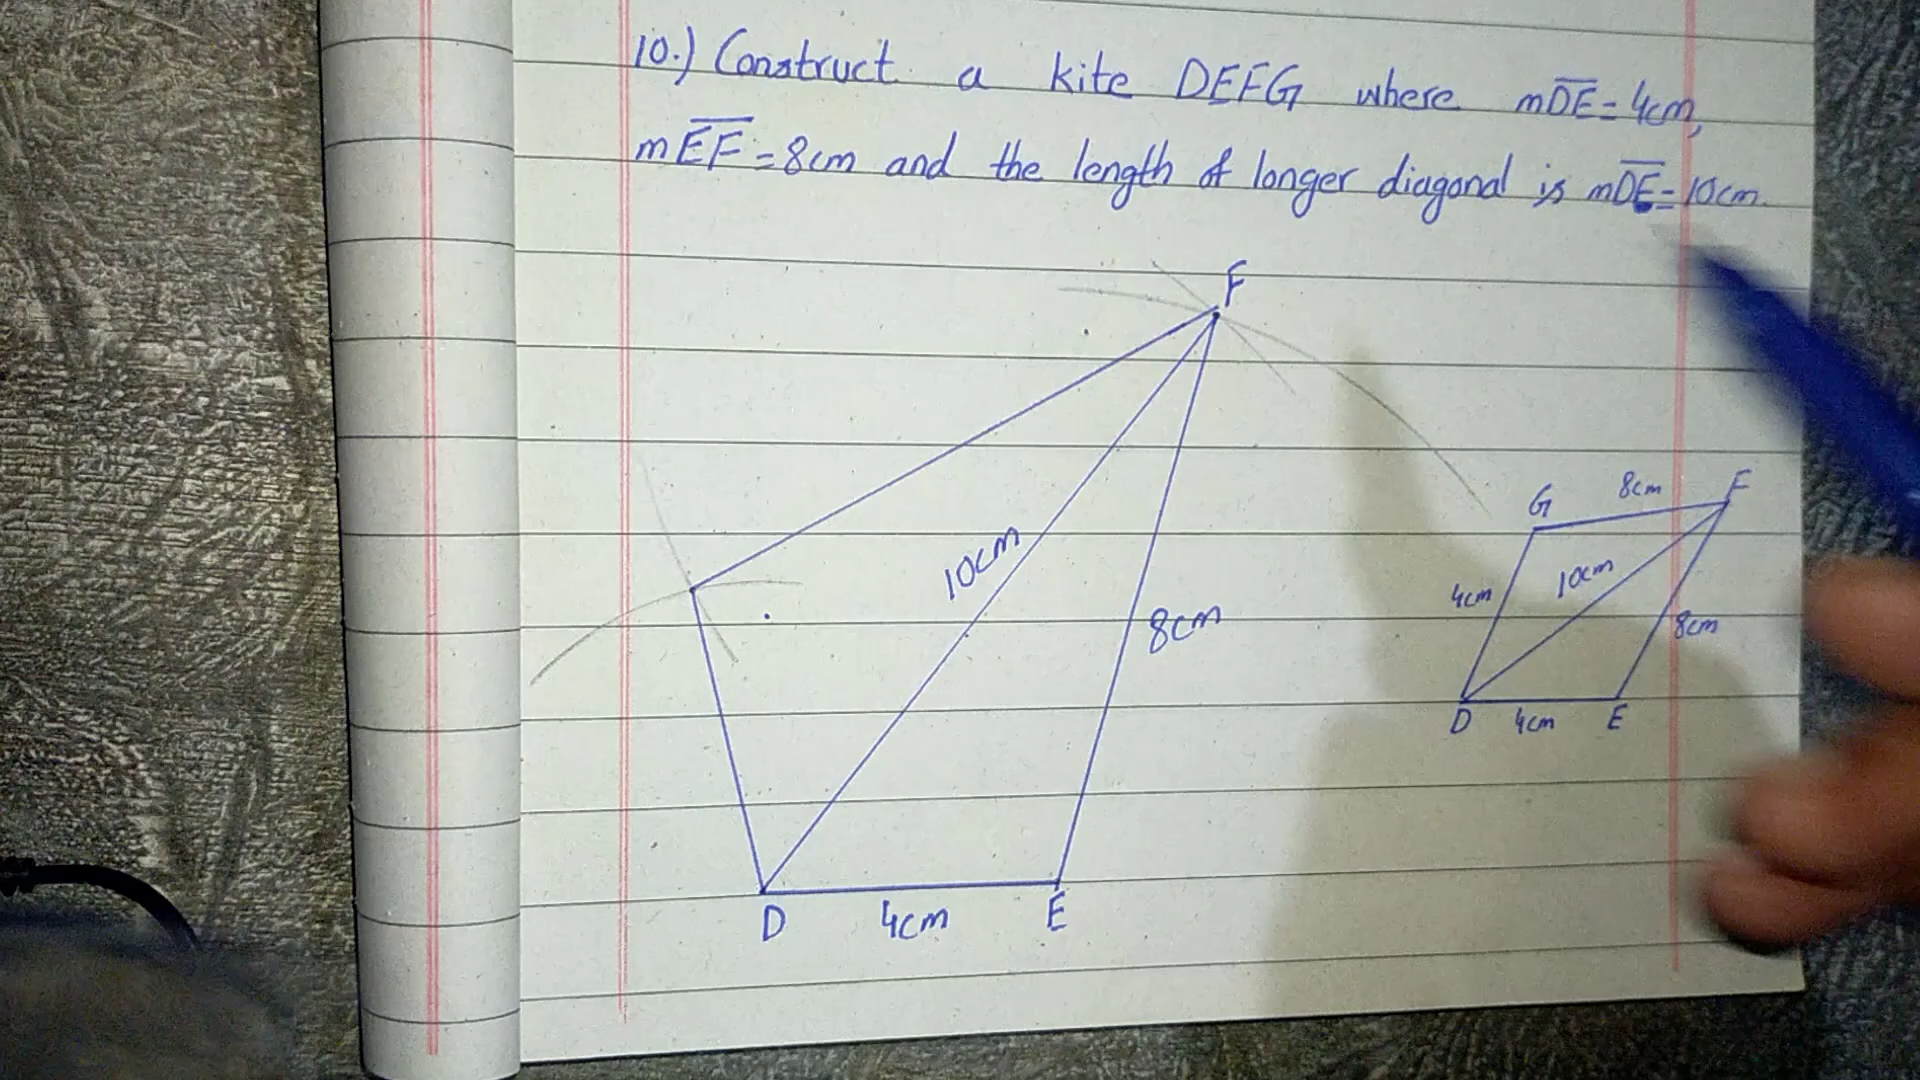 10.) Construct a kite DEFG where mDE = 4cm,
mEF = 8cm and the length of longer diagonal is mDE = 10cm.
F
10cm
8cm
D 4cm E
G 8cm F
4cm 10cm
8cm
D 4cm E